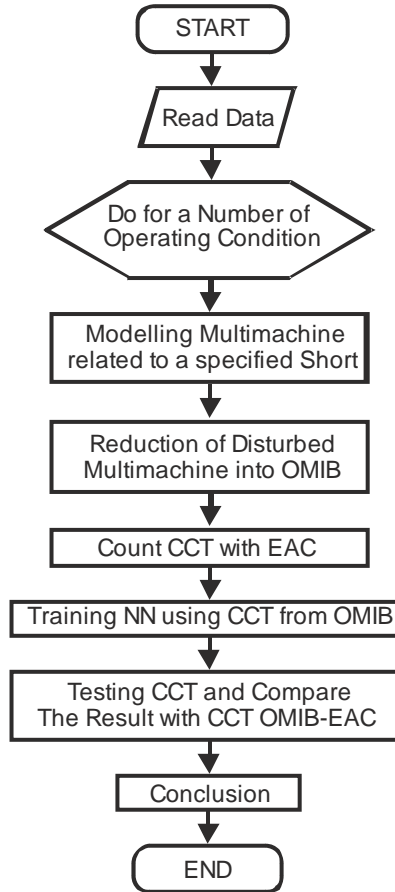 START
Read Data
Do for a Number of
Operating Condition
Modelling Multimachine
related to a specified Short
Reduction of Disturbed
Multimachine into OMIB
Count CCT with EAC
Training NN using CCT from OMIB
Testing CCT and Compare
The Result with CCT OMIB-EAC
Conclusion
END